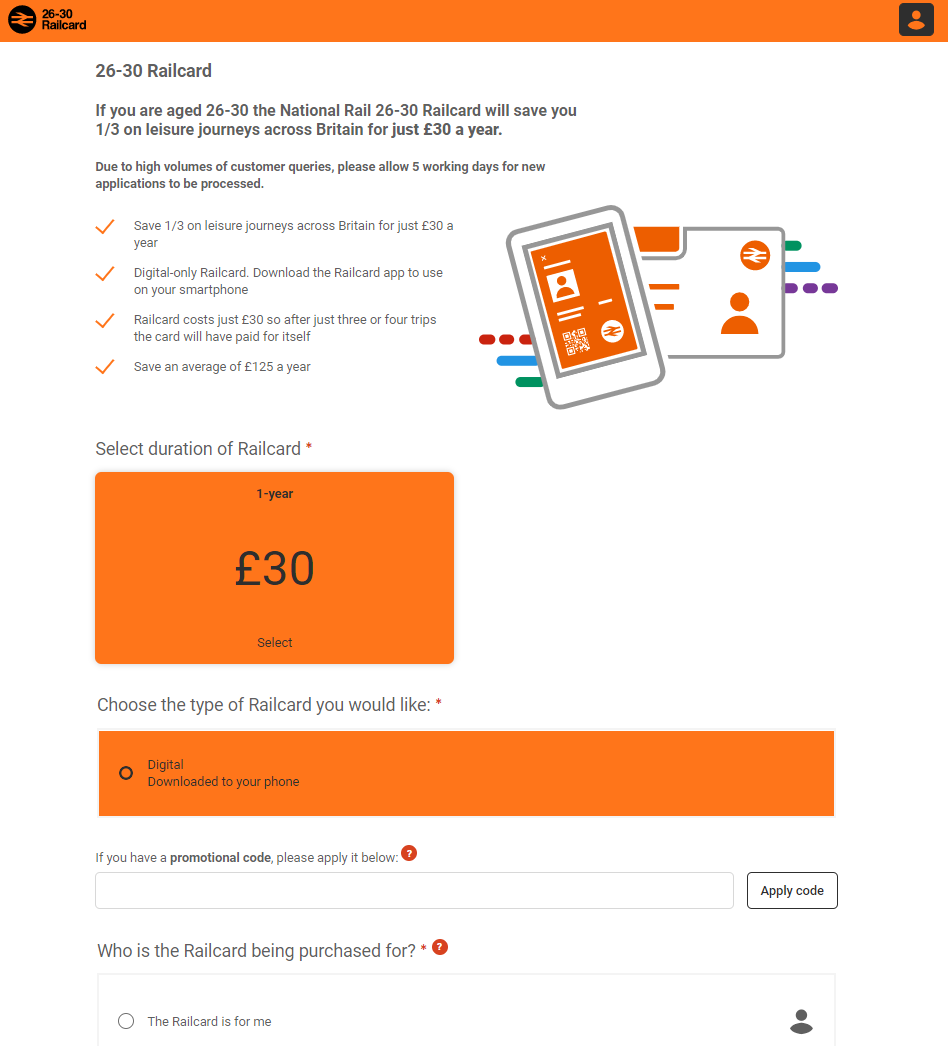 26-30
Railcard
26-30 Railcard
If you are aged 26-30 the National Rail 26-30 Railcard will save you
1/3 on leisure journeys across Britain for just £30 a year.
Due to high volumes of customer queries, please allow 5 working days for new
applications to be processed.
Save 1/3 on leisure journeys across Britain for just £30 a
year
Digital-only Railcard. Download the Railcard app to use
on your smartphone
Railcard costs just £30 so after just three or four trips
the card will have paid for itself
Save an average of £125 a year
Select duration of Railcard *
1-year
£30
Select
Choose the type of Railcard you would like: *
Digital
Downloaded to your phone
If you have a promotional code, please apply it below: ?
Apply code
Who is the Railcard being purchased for? * ?
The Railcard is for me